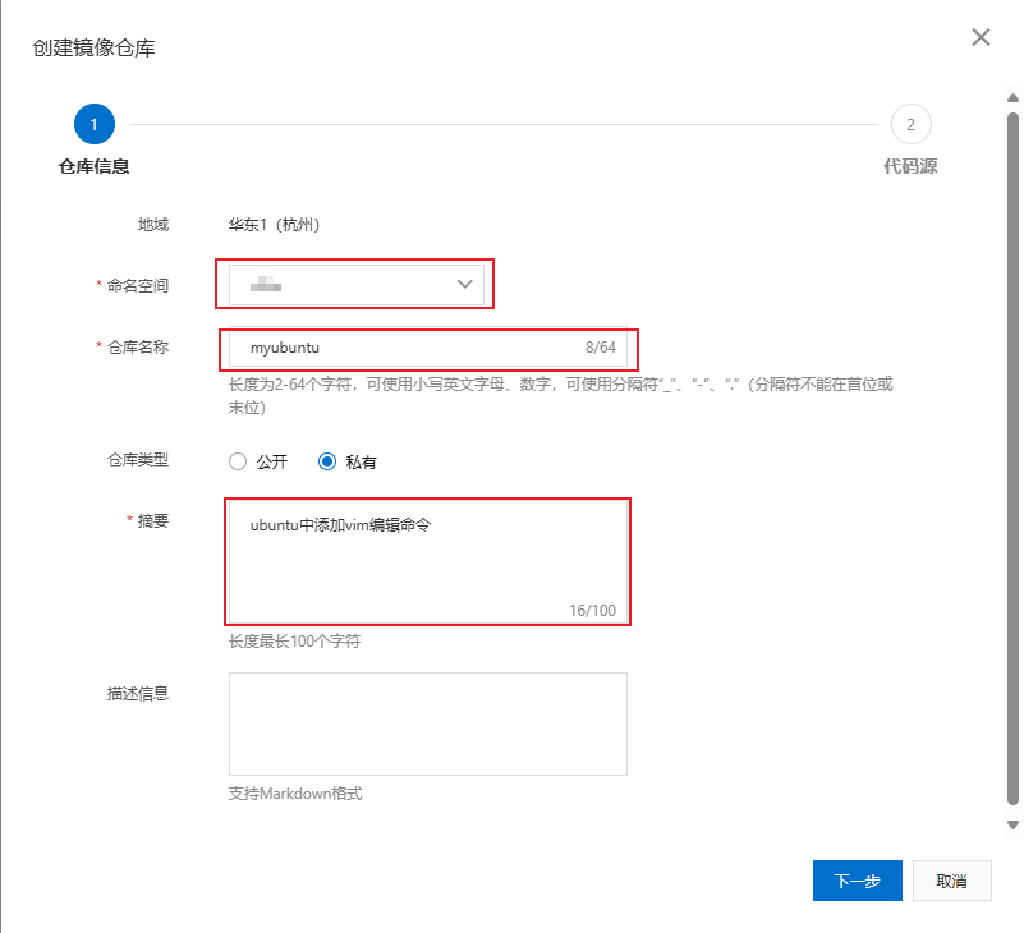 创建镜像仓库
1
2
仓库信息
代码源
地域
华东1（杭州）
* 命名空间
* 仓库名称
myubuntu
8/64
长度为2-64个字符，可使用小写英文字母、数字，可使用分隔符“_”、“-”、“.”（分隔符不能在首位或
末位）
仓库类型
公开
私有
* 摘要
ubuntu中添加vim编辑命令
16/100
长度最长100个字符
描述信息
支持Markdown格式
下一步
取消